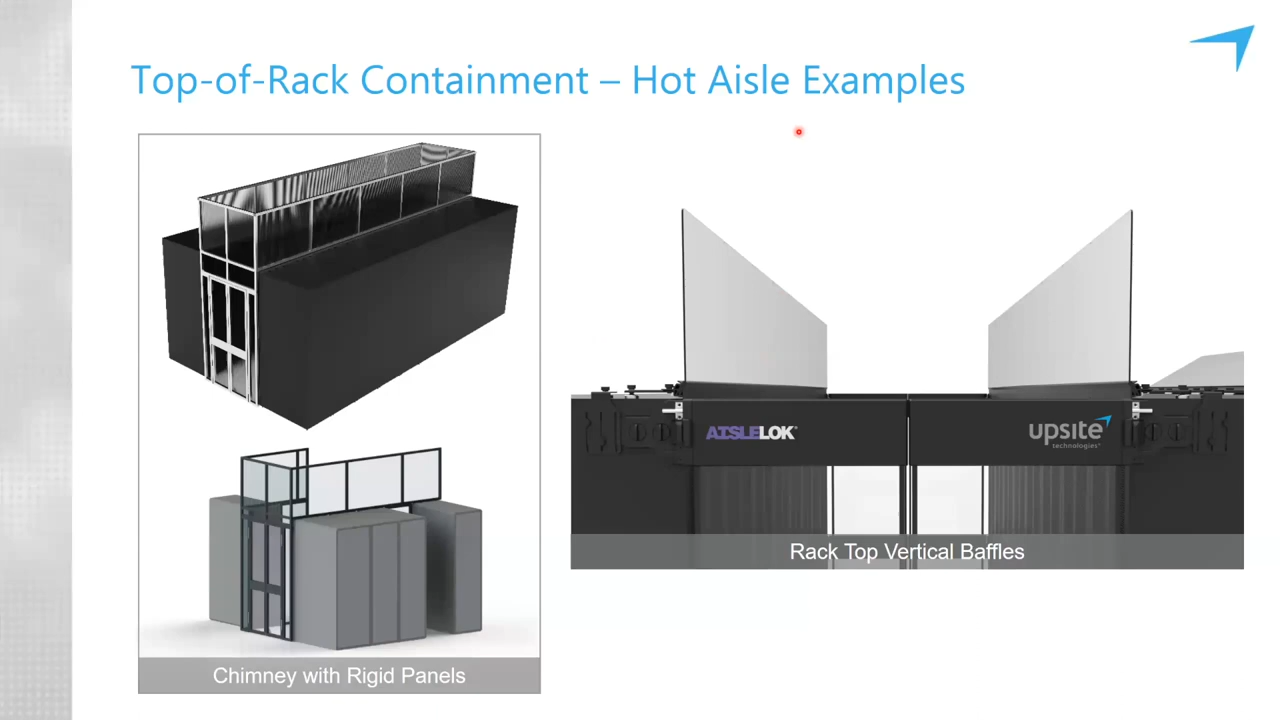 Top-of-Rack Containment – Hot Aisle Examples
AISLELOK®
upsite
technologies®
Rack Top Vertical Baffles
Chimney with Rigid Panels